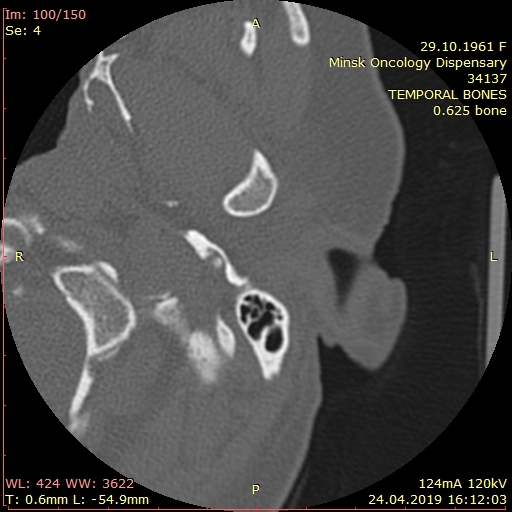 Im: 100/150
Se: 4
A
29.10.1961 F
Minsk Oncology Dispensary
34137
TEMPORAL BONES
0.625 bone
R
L
WL: 424 WW: 3622
T: 0.6mm L: -54.9mm
P
124mA 120kV
24.04.2019 16:12:03